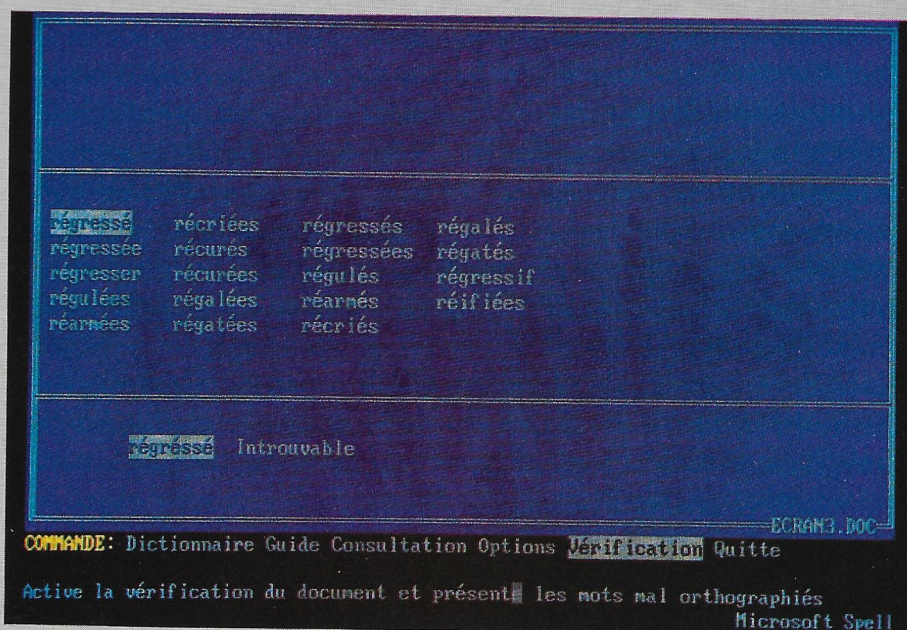 régressé récriées régressés régalés
régressée récurés régressées régatés
régresser récurées régulés régressif
régulées régalées réarmés réifiées
réarmées régatées récriés
régréssé Introuvable
ECRAN3.DOC
COMMANDE: Dictionnaire Guide Consultation Options Vérification Quitte
Active la vérification du document et présente les mots mal orthographiés
Microsoft Spell